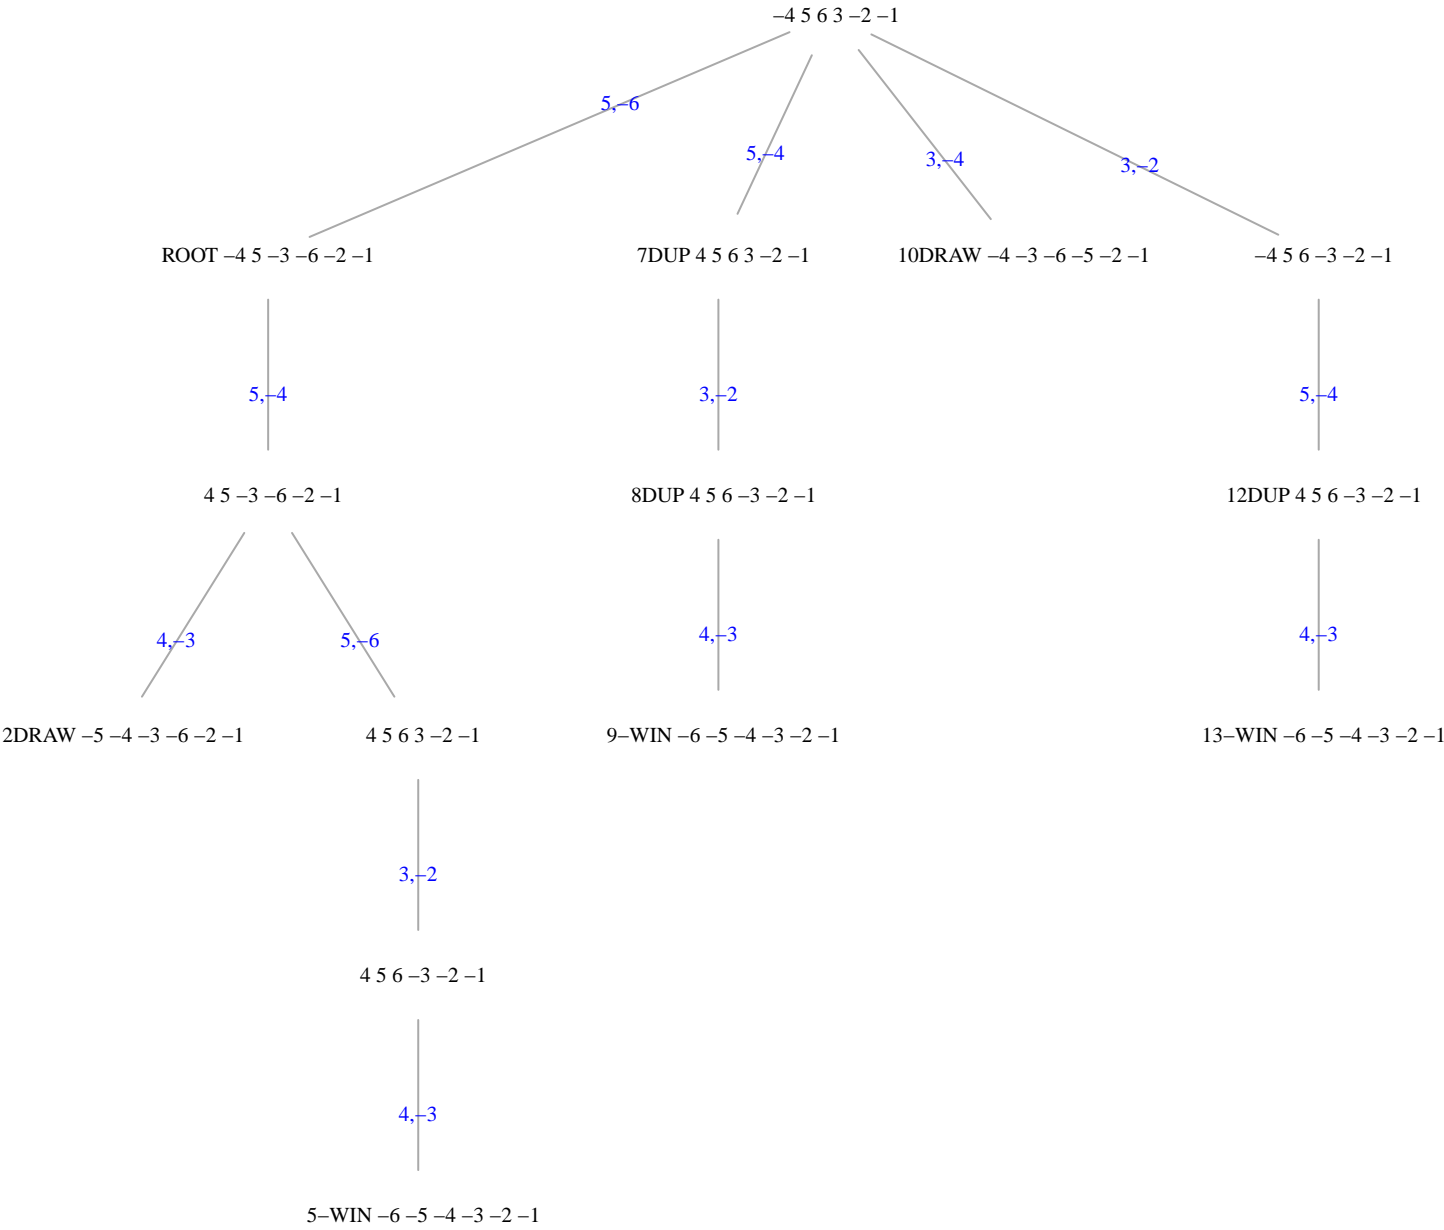 –4 5 6 3 –2 –1
5,–6
5,–4
3,–4
3,–2
ROOT –4 5 –3 –6 –2 –1
7DUP 4 5 6 3 –2 –1
10DRAW –4 –3 –6 –5 –2 –1
–4 5 6 –3 –2 –1
5,–4
3,–2
5,–4
4 5 –3 –6 –2 –1
8DUP 4 5 6 –3 –2 –1
12DUP 4 5 6 –3 –2 –1
4,–3
5,–6
4,–3
4,–3
2DRAW –5 –4 –3 –6 –2 –1
4 5 6 3 –2 –1
9–WIN –6 –5 –4 –3 –2 –1
13–WIN –6 –5 –4 –3 –2 –1
3,–2
4 5 6 –3 –2 –1
4,–3
5–WIN –6 –5 –4 –3 –2 –1